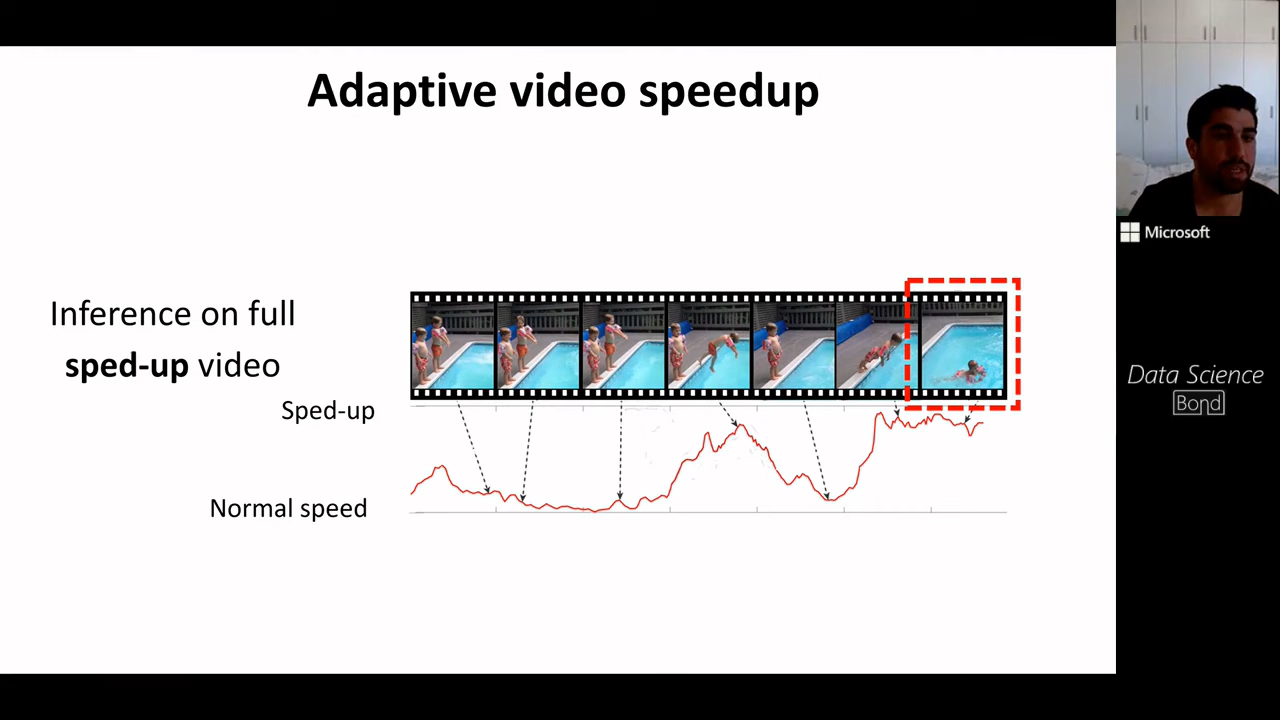 Adaptive video speedup
Inference on full
sped-up video
Sped-up
Normal speed
Microsoft
Data Science
Bond